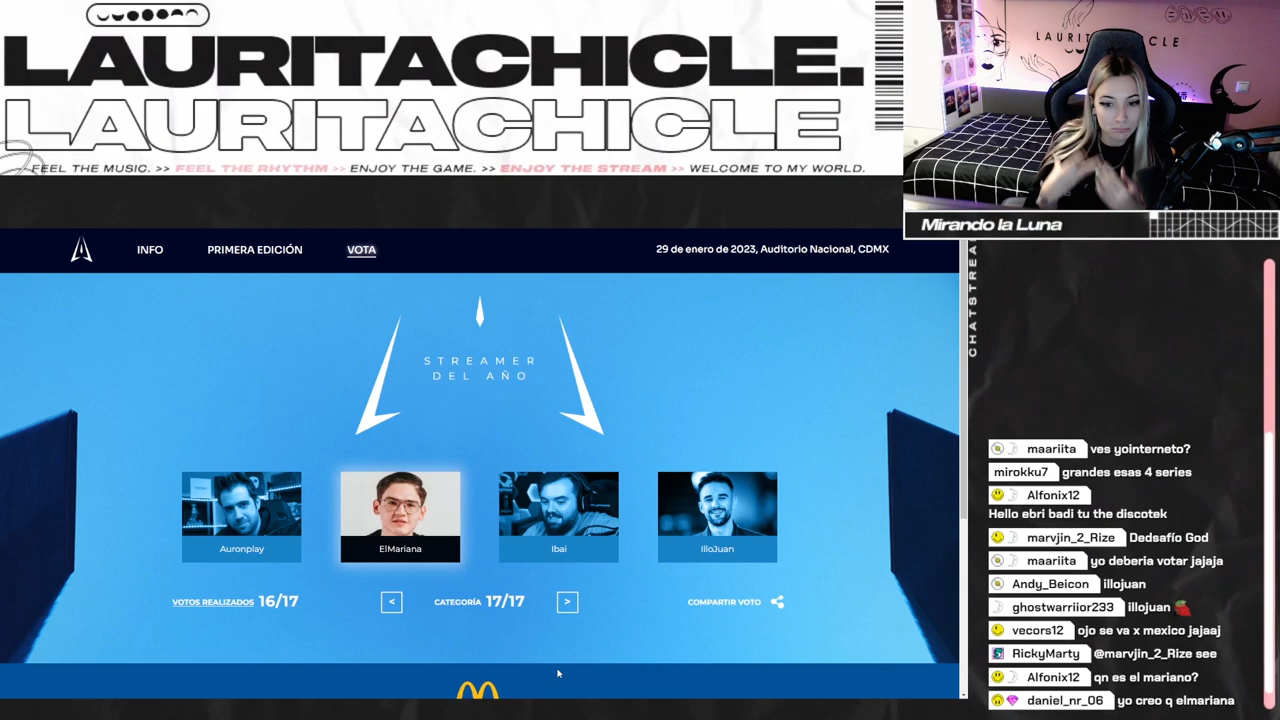 LAURITACHICLE.
LAURITACHICLE
FEEL THE MUSIC. >> FEEL THE RHYTHM >> ENJOY THE GAME. >> ENJOY THE STREAM >> WELCOME TO MY WORLD.
Mirando la Luna
INFO
PRIMERA EDICIÓN
VOTA
29 de enero de 2023, Auditorio Nacional, CDMX
STREAMER
DEL AÑO
Auronplay
ElMariana
Ibai
IlloJuan
VOTOS REALIZADOS 16/17
<
CATEGORÍA 17/17
>
COMPARTIR VOTO
CHATSTREA
maariita ves yointerneto?
mirokku7 grandes esas 4 series
Alfonix12
Hello ebri badi tu the discotek
marvjin_2_Rize Dedsafío God
maariita yo deberia votar jajaja
Andy_Beicon illojuan
ghostwarriior233 illojuan
vecors12 ojo se va x mexico jajaaj
RickyMarty @marvjin_2_Rize see
Alfonix12 qn es el mariano?
daniel_nr_06 yo creo q elmariana